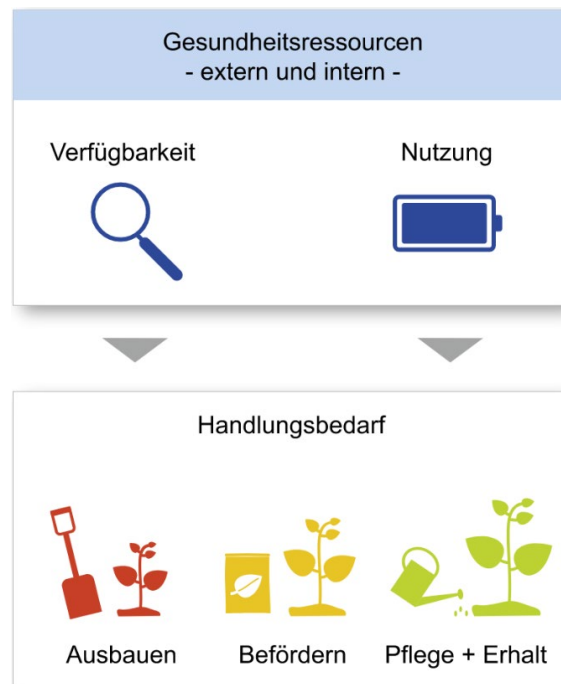 Gesundheitsressourcen
- extern und intern -
Verfügbarkeit
Nutzung
Handlungsbedarf
Ausbauen
Befördern
Pflege + Erhalt